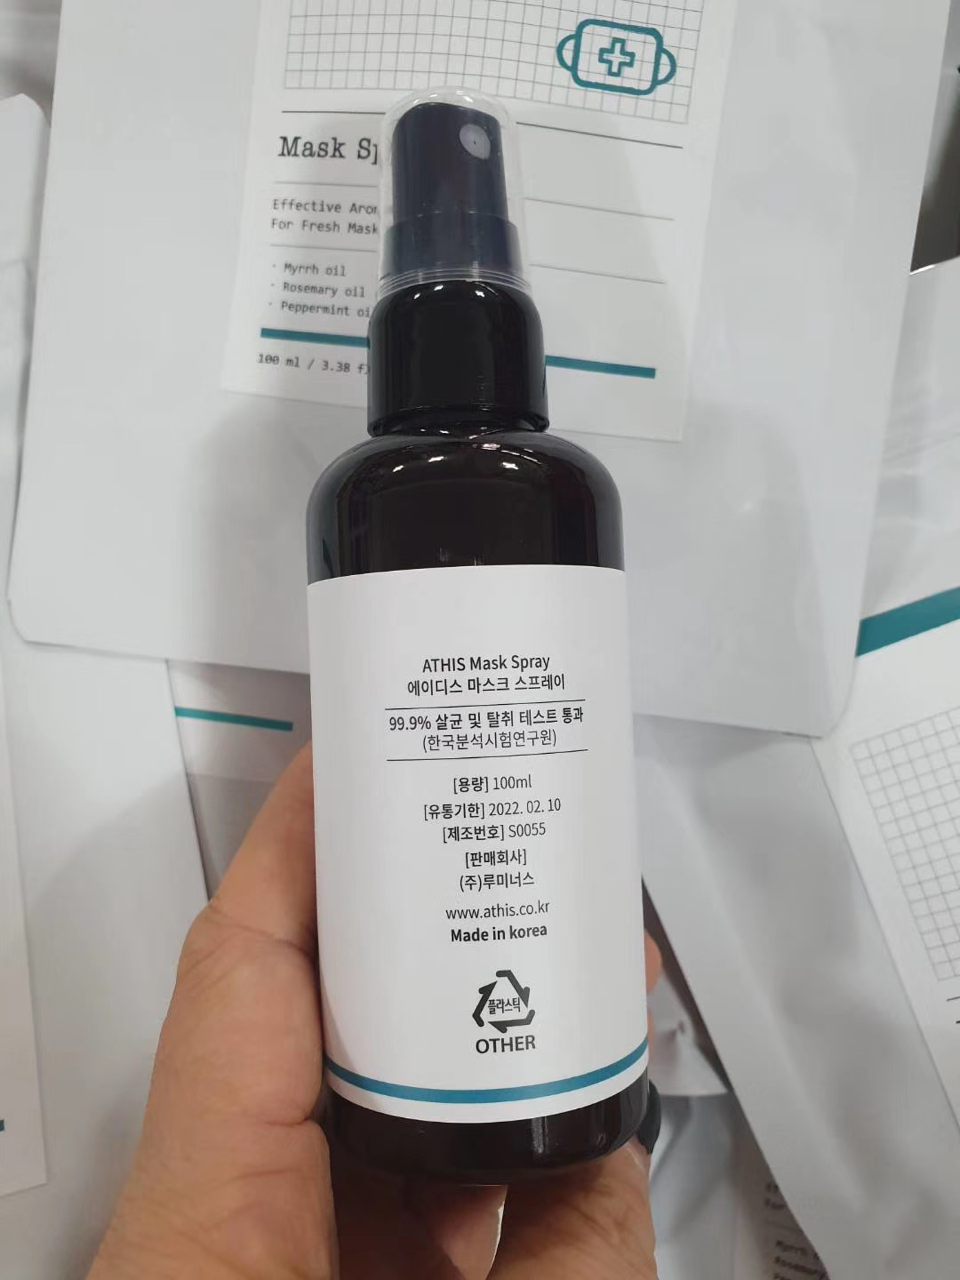 Mask
Effective
For Fresh Mask
· Myrrh oil
· Rosemary oil
· Peppermint
100 ml / 3.38
ATHIS Mask Spray
에이디스 마스크 스프레이
99.9% 살균 및 탈취 테스트 통과
(한국분석시험연구원)
[용량] 100ml
[유통기한] 2022. 02. 10
[제조번호] S0055
[판매회사]
(주)루미너스
www.athis.co.kr
Made in korea
플라스틱
OTHER